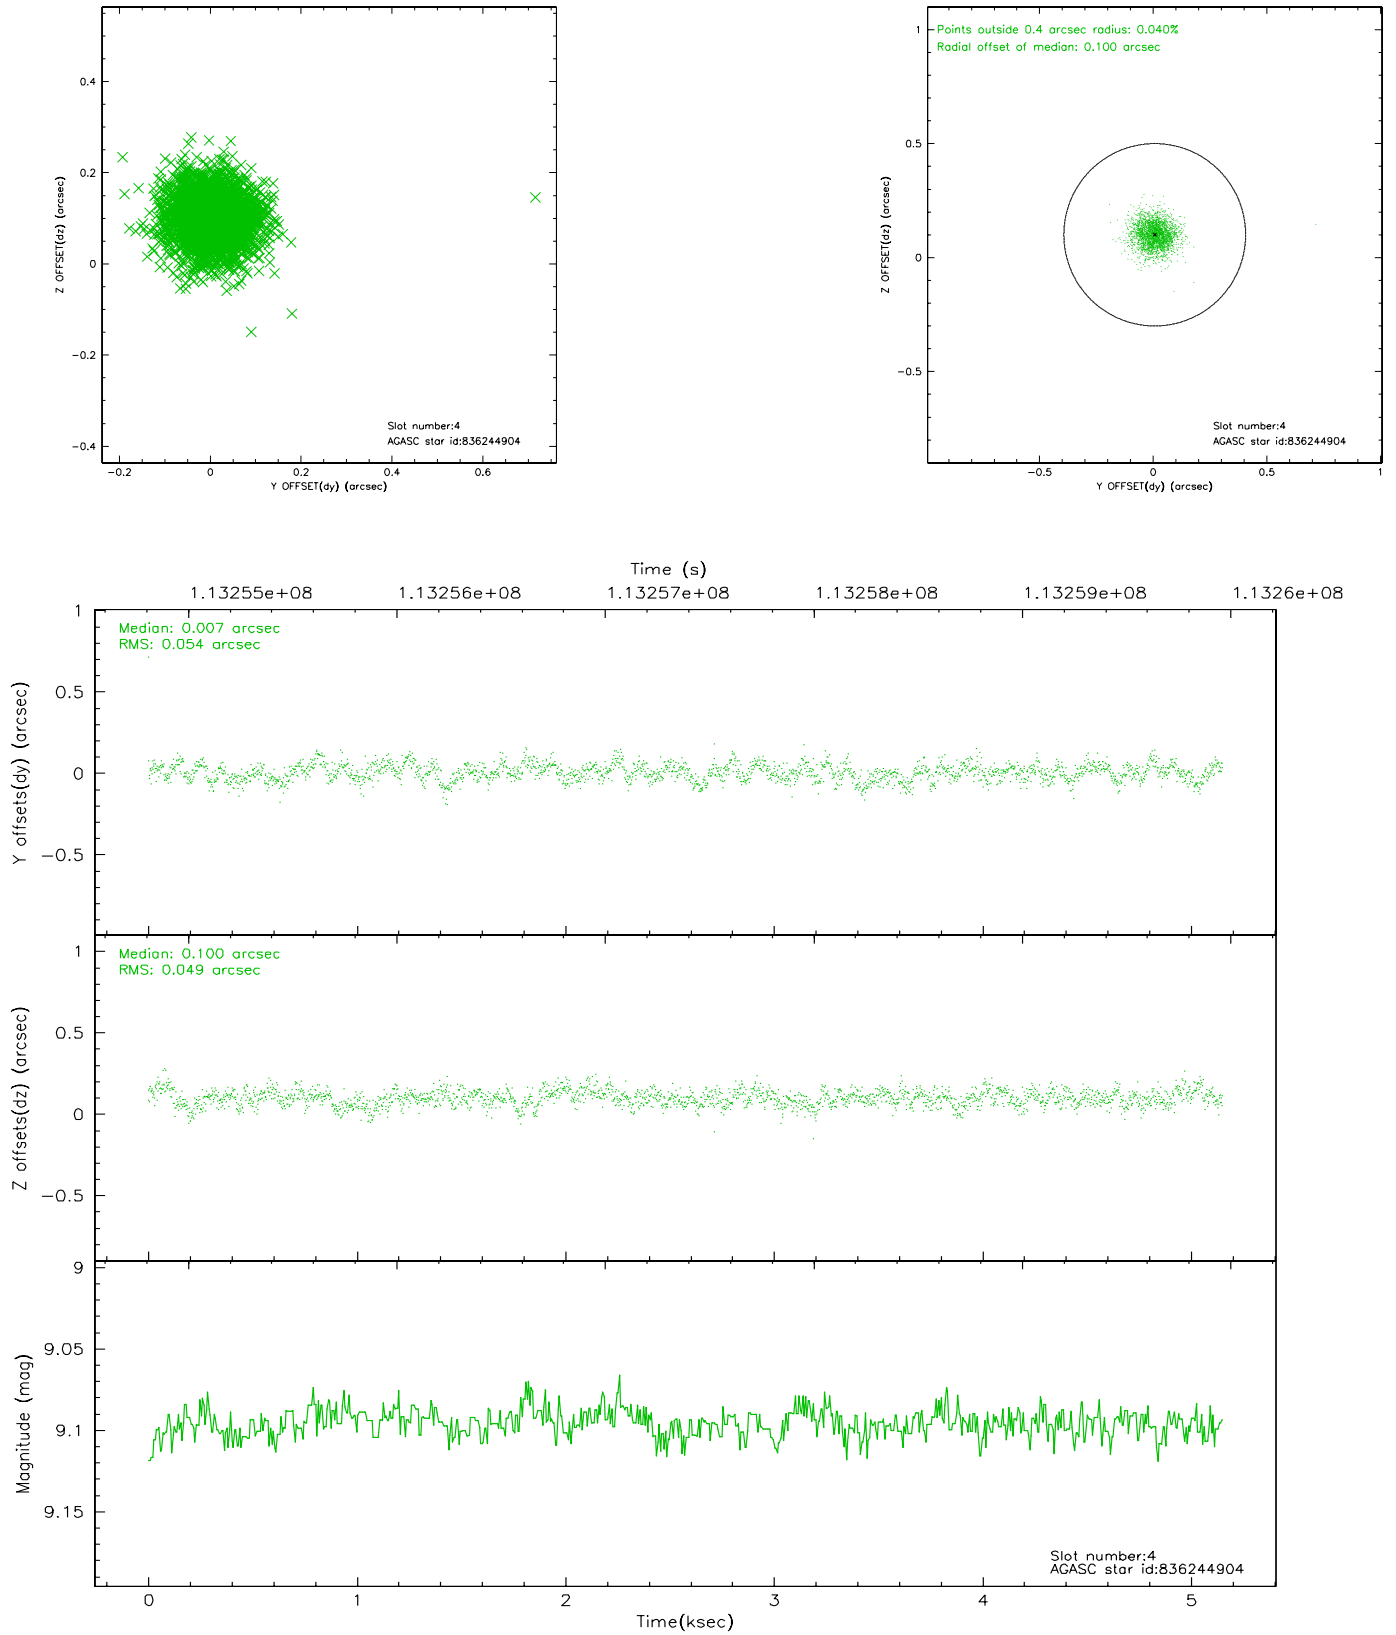 0.4
0.2
0
−0.2
−0.4
Z OFFSET(dz) (arcsec)
Slot number:4
AGASC star id:836244904
−0.2 0 0.2 0.4 0.6
Y OFFSET(dy) (arcsec)
Points outside 0.4 arcsec radius: 0.040%
Radial offset of median: 0.100 arcsec
1
0.5
0
−0.5
Z OFFSET(dz) (arcsec)
Slot number:4
AGASC star id:836244904
−0.5 0 0.5 1
Y OFFSET(dy) (arcsec)
Time (s)
1.13255e+08 1.13256e+08 1.13257e+08 1.13258e+08 1.13259e+08 1.1326e+08
Median: 0.007 arcsec
RMS: 0.054 arcsec
1
0.5
0
−0.5
Y offsets(dy) (arcsec)
Median: 0.100 arcsec
RMS: 0.049 arcsec
1
0.5
0
−0.5
Z offsets(dz) (arcsec)
9
9.05
9.1
9.15
Magnitude (mag)
Slot number:4
AGASC star id:836244904
0 1 2 3 4 5
Time(ksec)